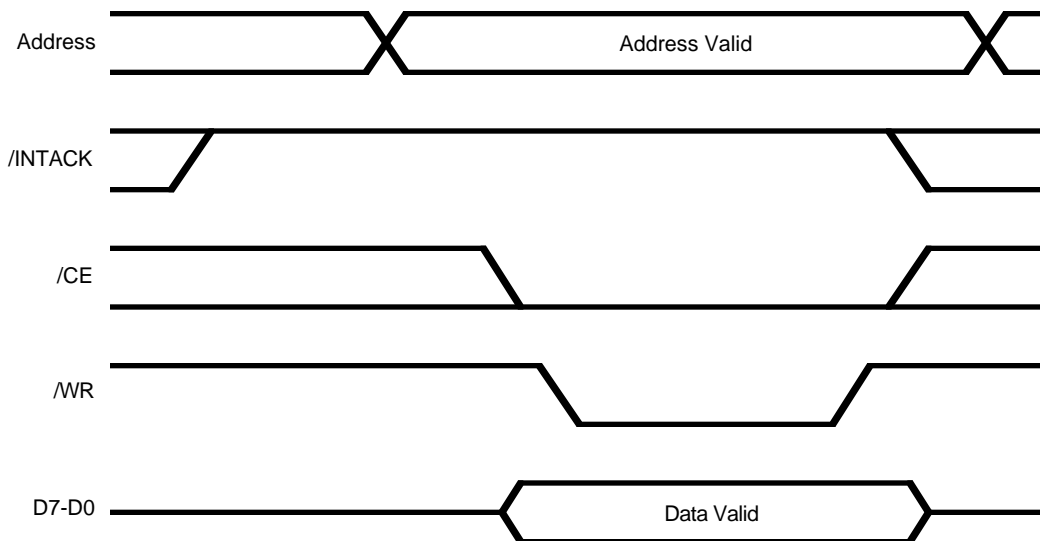 Address
Address Valid
/INTACK
/CE
/WR
D7-D0
Data Valid